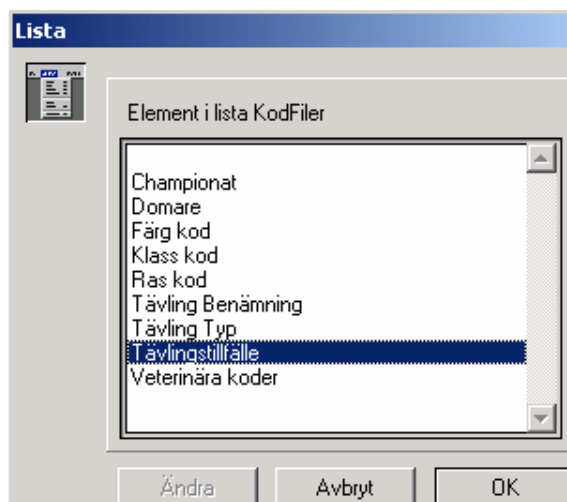 Lista
Element i lista KodFiler
Championat
Domare
Färg kod
Klass kod
Ras kod
Tävling Benämning
Tävling Typ
Tävlingstillfälle
Veterinära koder
Ändra
Avbryt
OK